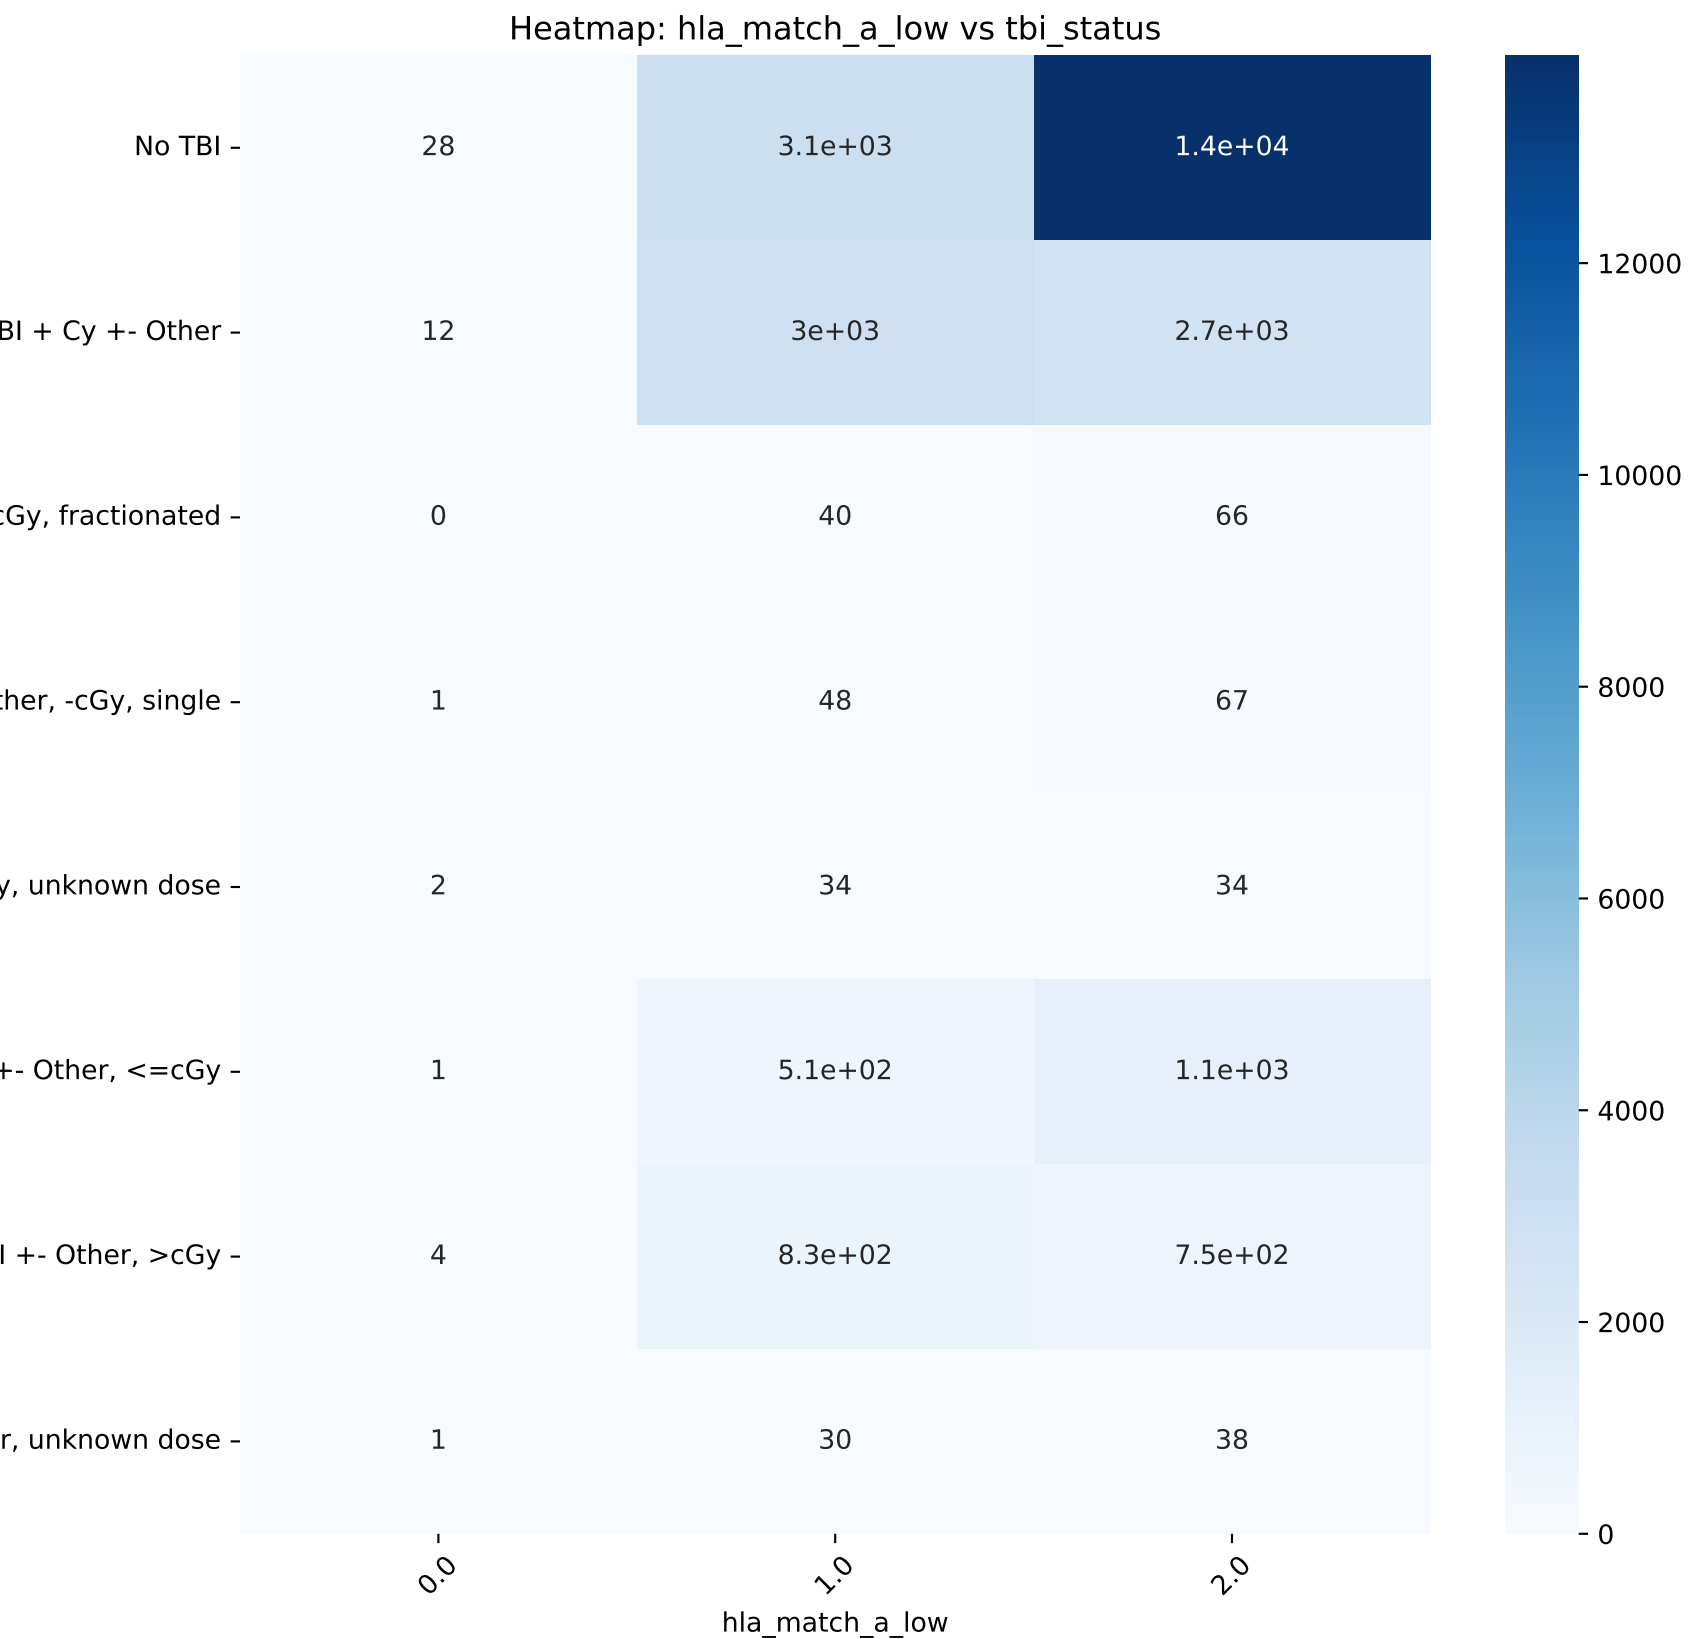 Heatmap: hla_match_a_low vs tbi_status
No TBI 28 3.1e+03 1.4e+04
BI + Cy +- Other 12 3e+03 2.7e+03
cGy, fractionated 0 40 66
ther, -cGy, single 1 48 67
y, unknown dose 2 34 34
+- Other, <=cGy 1 5.1e+02 1.1e+03
I +- Other, >cGy 4 8.3e+02 7.5e+02
r, unknown dose 1 30 38
0.0 1.0 2.0
hla_match_a_low
12000
10000
8000
6000
4000
2000
0